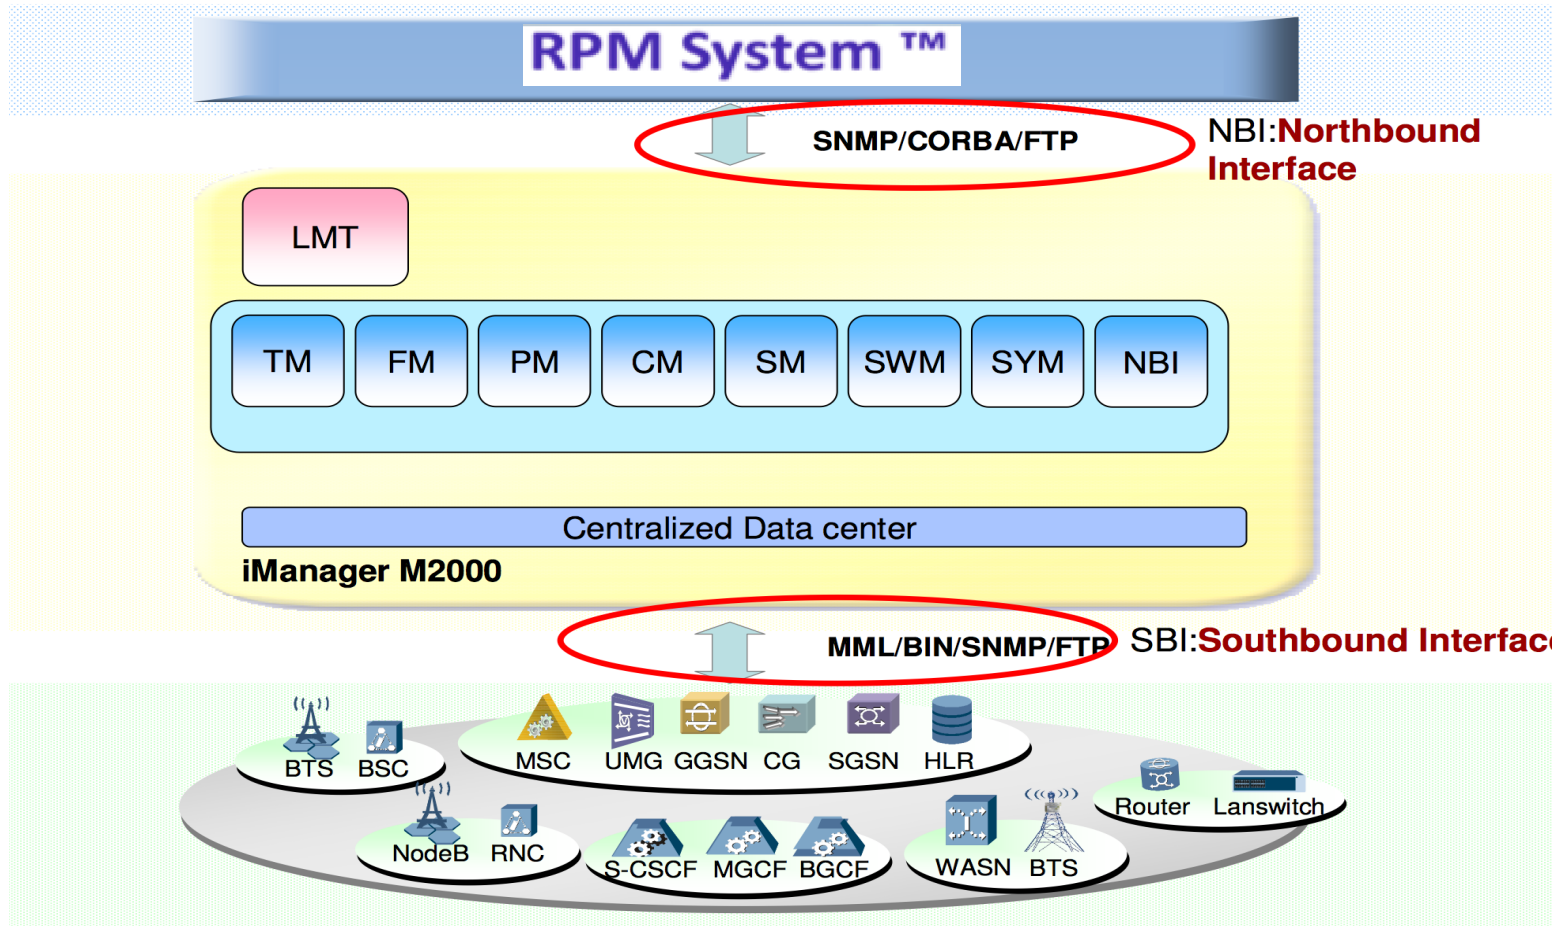 RPM System ™
SNMP/CORBA/FTP
NBI:Northbound
Interface
LMT
TM FM PM CM SM SWM SYM NBI
Centralized Data center
iManager M2000
MML/BIN/SNMP/FTP
SBI:Southbound Interface
MSC UMG GGSN CG SGSN HLR
BTS BSC
Router Lanswitch
NodeB RNC
S-CSCF MGCF BGCF
WASN BTS